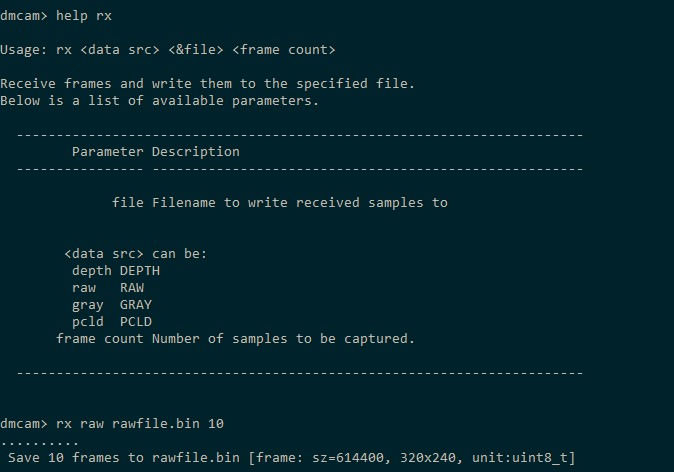 dmcam> help rx
Usage: rx <data src> <&file> <frame count>
Receive frames and write them to the specified file.
Below is a list of available parameters.
-----------------------------------------------------------------------
Parameter Description
---------------- ------------------------------------------------------
file Filename to write received samples to
<data src> can be:
depth DEPTH
raw   RAW
gray  GRAY
pcld  PCLD
frame count Number of samples to be captured.
-----------------------------------------------------------------------
dmcam> rx raw rawfile.bin 10
..........
Save 10 frames to rawfile.bin [frame: sz=614400, 320x240, unit:uint8_t]